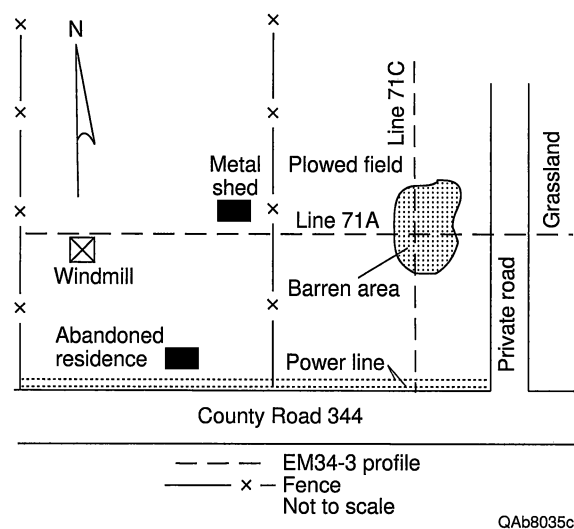 N
Line 71C
Metal
shed
Plowed field
Grassland
Line 71A
Windmill
Barren area
Private road
Abandoned
residence
Power line
County Road 344
EM34-3 profile
Fence
Not to scale
QAb8035c